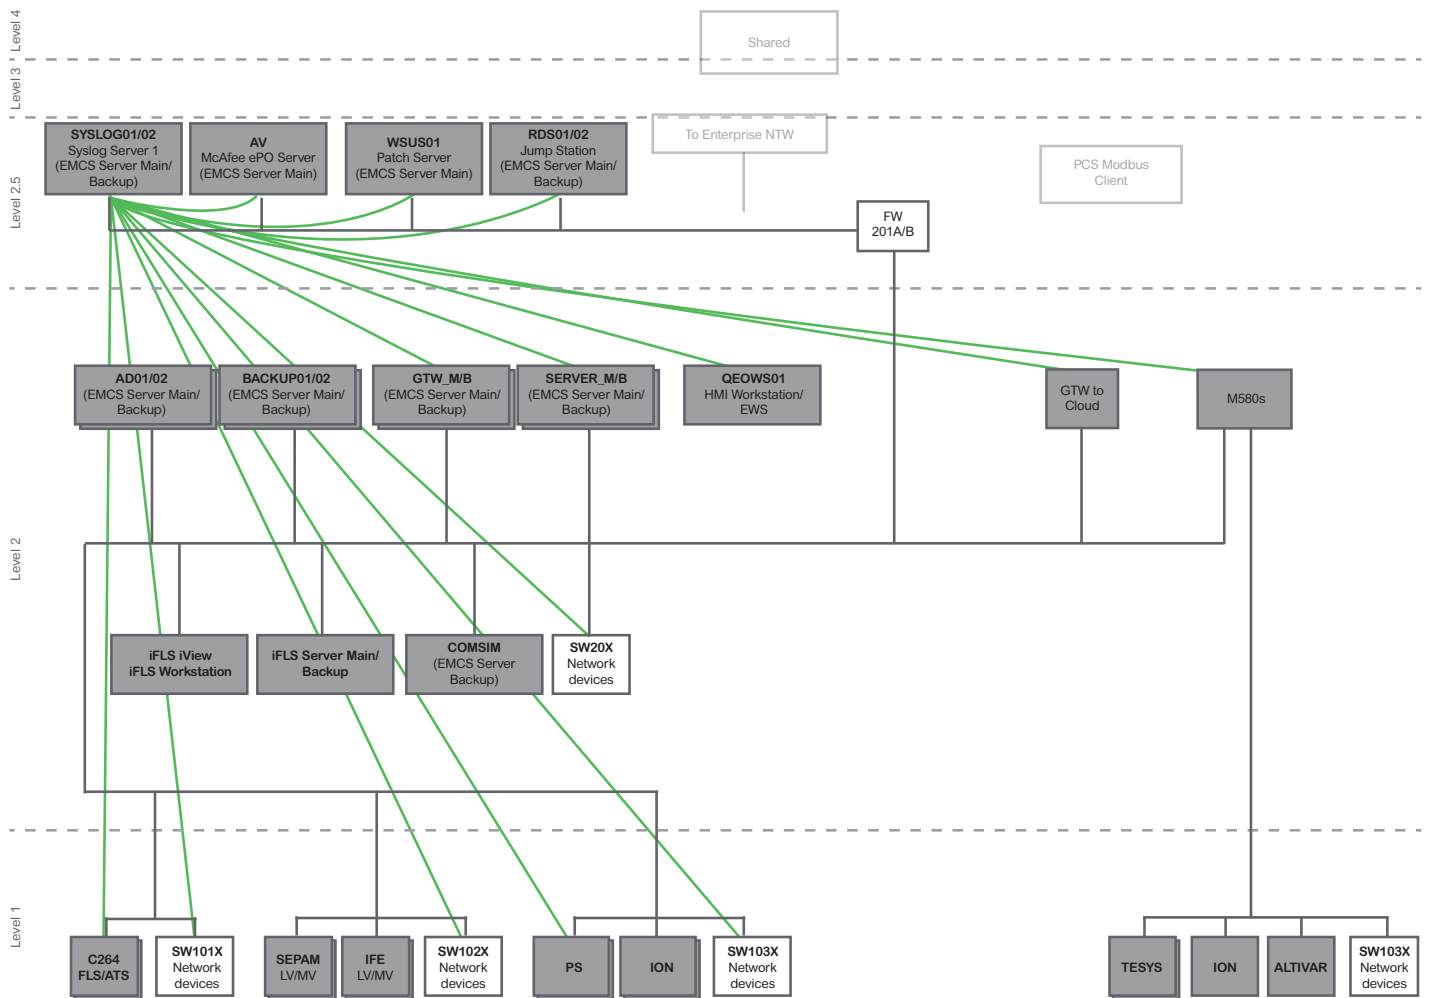 Level 4
Shared
Level 3
To Enterprise NTW
PCS Modbus
Client
Level 2.5
SYSLOG01/02
Syslog Server 1
(EMCS Server Main/
Backup)
AV
McAfee ePO Server
(EMCS Server Main)
WSUS01
Patch Server
(EMCS Server Main)
RDS01/02
Jump Station
(EMCS Server Main/
Backup)
FW
201A/B
Level 2
AD01/02
(EMCS Server Main/
Backup)
BACKUP01/02
(EMCS Server Main/
Backup)
GTW_M/B
(EMCS Server Main/
Backup)
SERVER_M/B
(EMCS Server Main/
Backup)
QEOWS01
HMI Workstation/
EWS
GTW to
Cloud
M580s
iFLS iView
iFLS Workstation
iFLS Server Main/
Backup
COMSIM
(EMCS Server
Backup)
SW20X
Network
devices
Level 1
C264
FLS/ATS
SW101X
Network
devices
SEPAM
LV/MV
IFE
LV/MV
SW102X
Network
devices
PS
ION
SW103X
Network
devices
TESYS
ION
ALTIVAR
SW103X
Network
devices